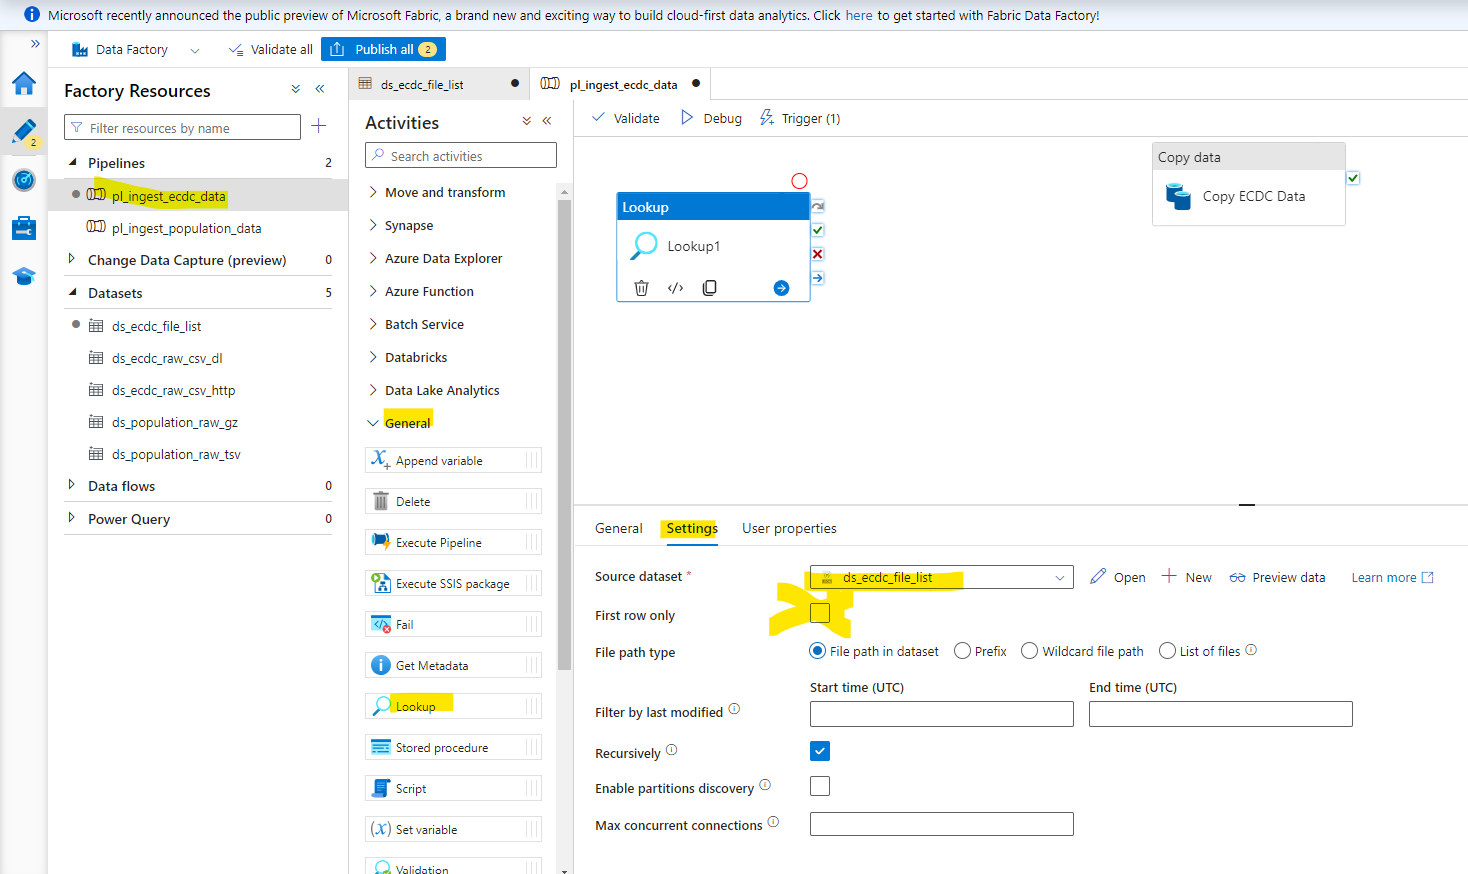 Microsoft recently announced the public preview of Microsoft Fabric, a brand new and exciting way to build cloud-first data analytics. Click here to get started with Fabric Data Factory!
Data Factory
Validate all
Publish all 2
2
Factory Resources
Filter resources by name
Pipelines 2
pl_ingest_ecdc_data
pl_ingest_population_data
Change Data Capture (preview) 0
Datasets 5
ds_ecdc_file_list
ds_ecdc_raw_csv_dl
ds_ecdc_raw_csv_http
ds_population_raw_gz
ds_population_raw_tsv
Data flows 0
Power Query 0
ds_ecdc_file_list
pl_ingest_ecdc_data
Activities
Search activities
Move and transform
Synapse
Azure Data Explorer
Azure Function
Batch Service
Databricks
Data Lake Analytics
General
Append variable
Delete
Execute Pipeline
Execute SSIS package
Fail
Get Metadata
Lookup
Stored procedure
Script
Set variable
Validation
Validate
Debug
Trigger (1)
Lookup
Lookup1
Copy data
Copy ECDC Data
General
Settings
User properties
Source dataset *
ds_ecdc_file_list
Open
New
Preview data
Learn more
First row only
File path type
File path in dataset
Prefix
Wildcard file path
List of files
Start time (UTC)
End time (UTC)
Filter by last modified
Recursively
Enable partitions discovery
Max concurrent connections